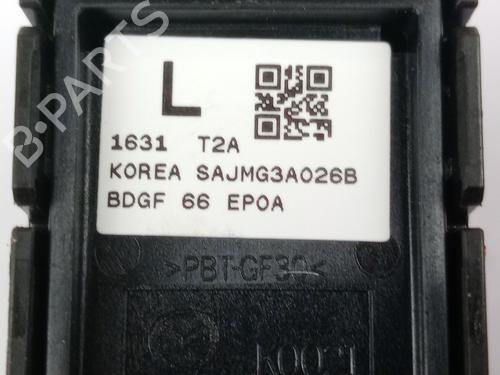 B-PARTS
L
1631 T2A
KOREA SAJMG3A026B
BDGF 66 EP0A
>PBT-GF30<